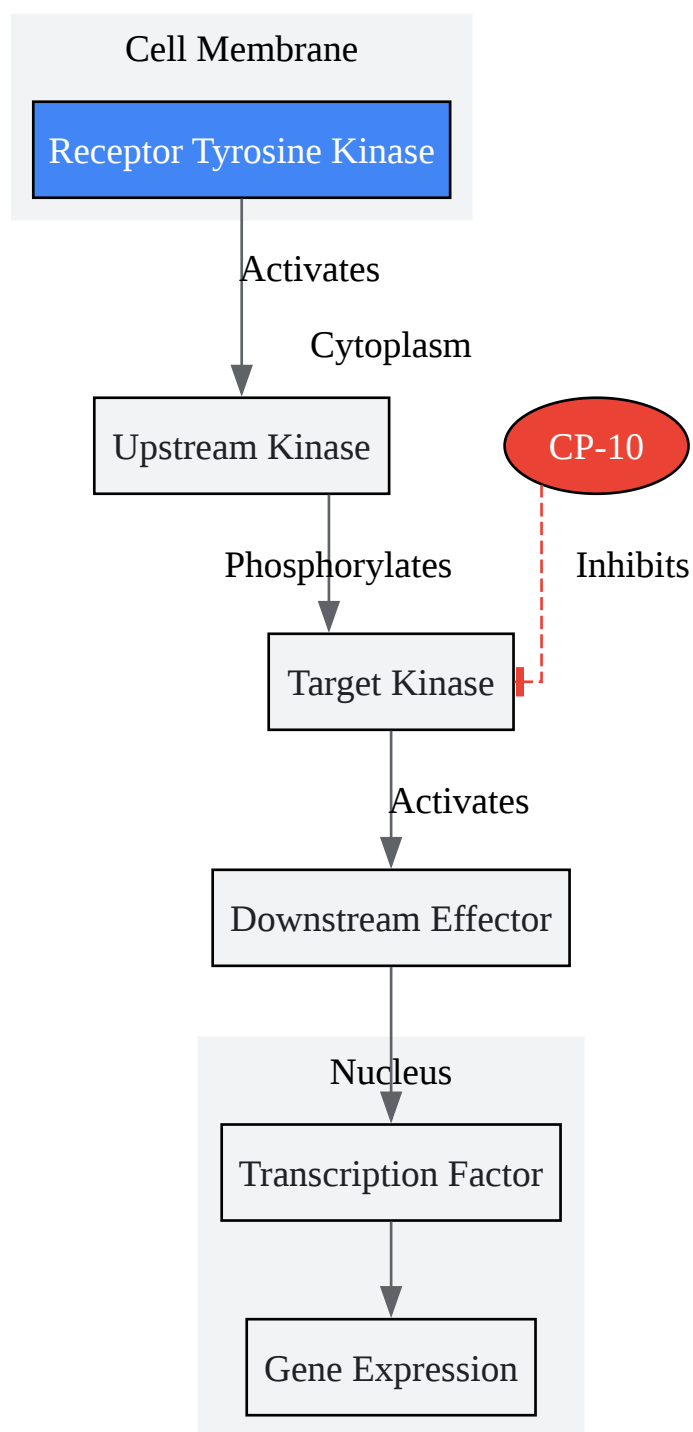 Cell Membrane
Receptor Tyrosine Kinase
Activates
Cytoplasm
Upstream Kinase
CP-10
Phosphorylates
Inhibits
Target Kinase
Activates
Downstream Effector
Nucleus
Transcription Factor
Gene Expression